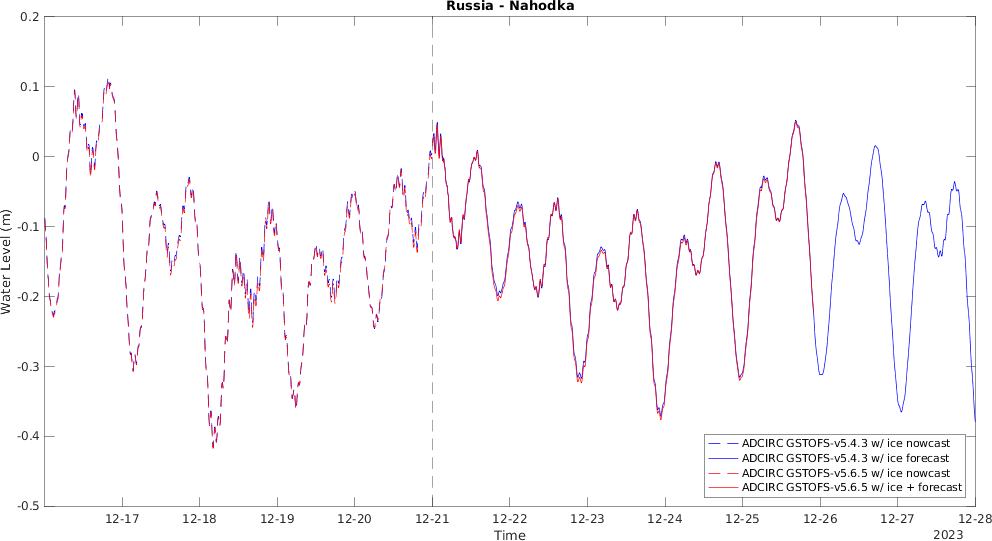 Russia - Nahodka
Water Level (m)
0.2
0.1
0
-0.1
-0.2
-0.3
-0.4
-0.5
ADCIRC GSTOFS-v5.4.3 w/ ice nowcast
ADCIRC GSTOFS-v5.4.3 w/ ice forecast
ADCIRC GSTOFS-v5.6.5 w/ ice nowcast
ADCIRC GSTOFS-v5.6.5 w/ ice + forecast
12-17 12-18 12-19 12-20 12-21 12-22 12-23 12-24 12-25 12-26 12-27 12-28
Time
2023